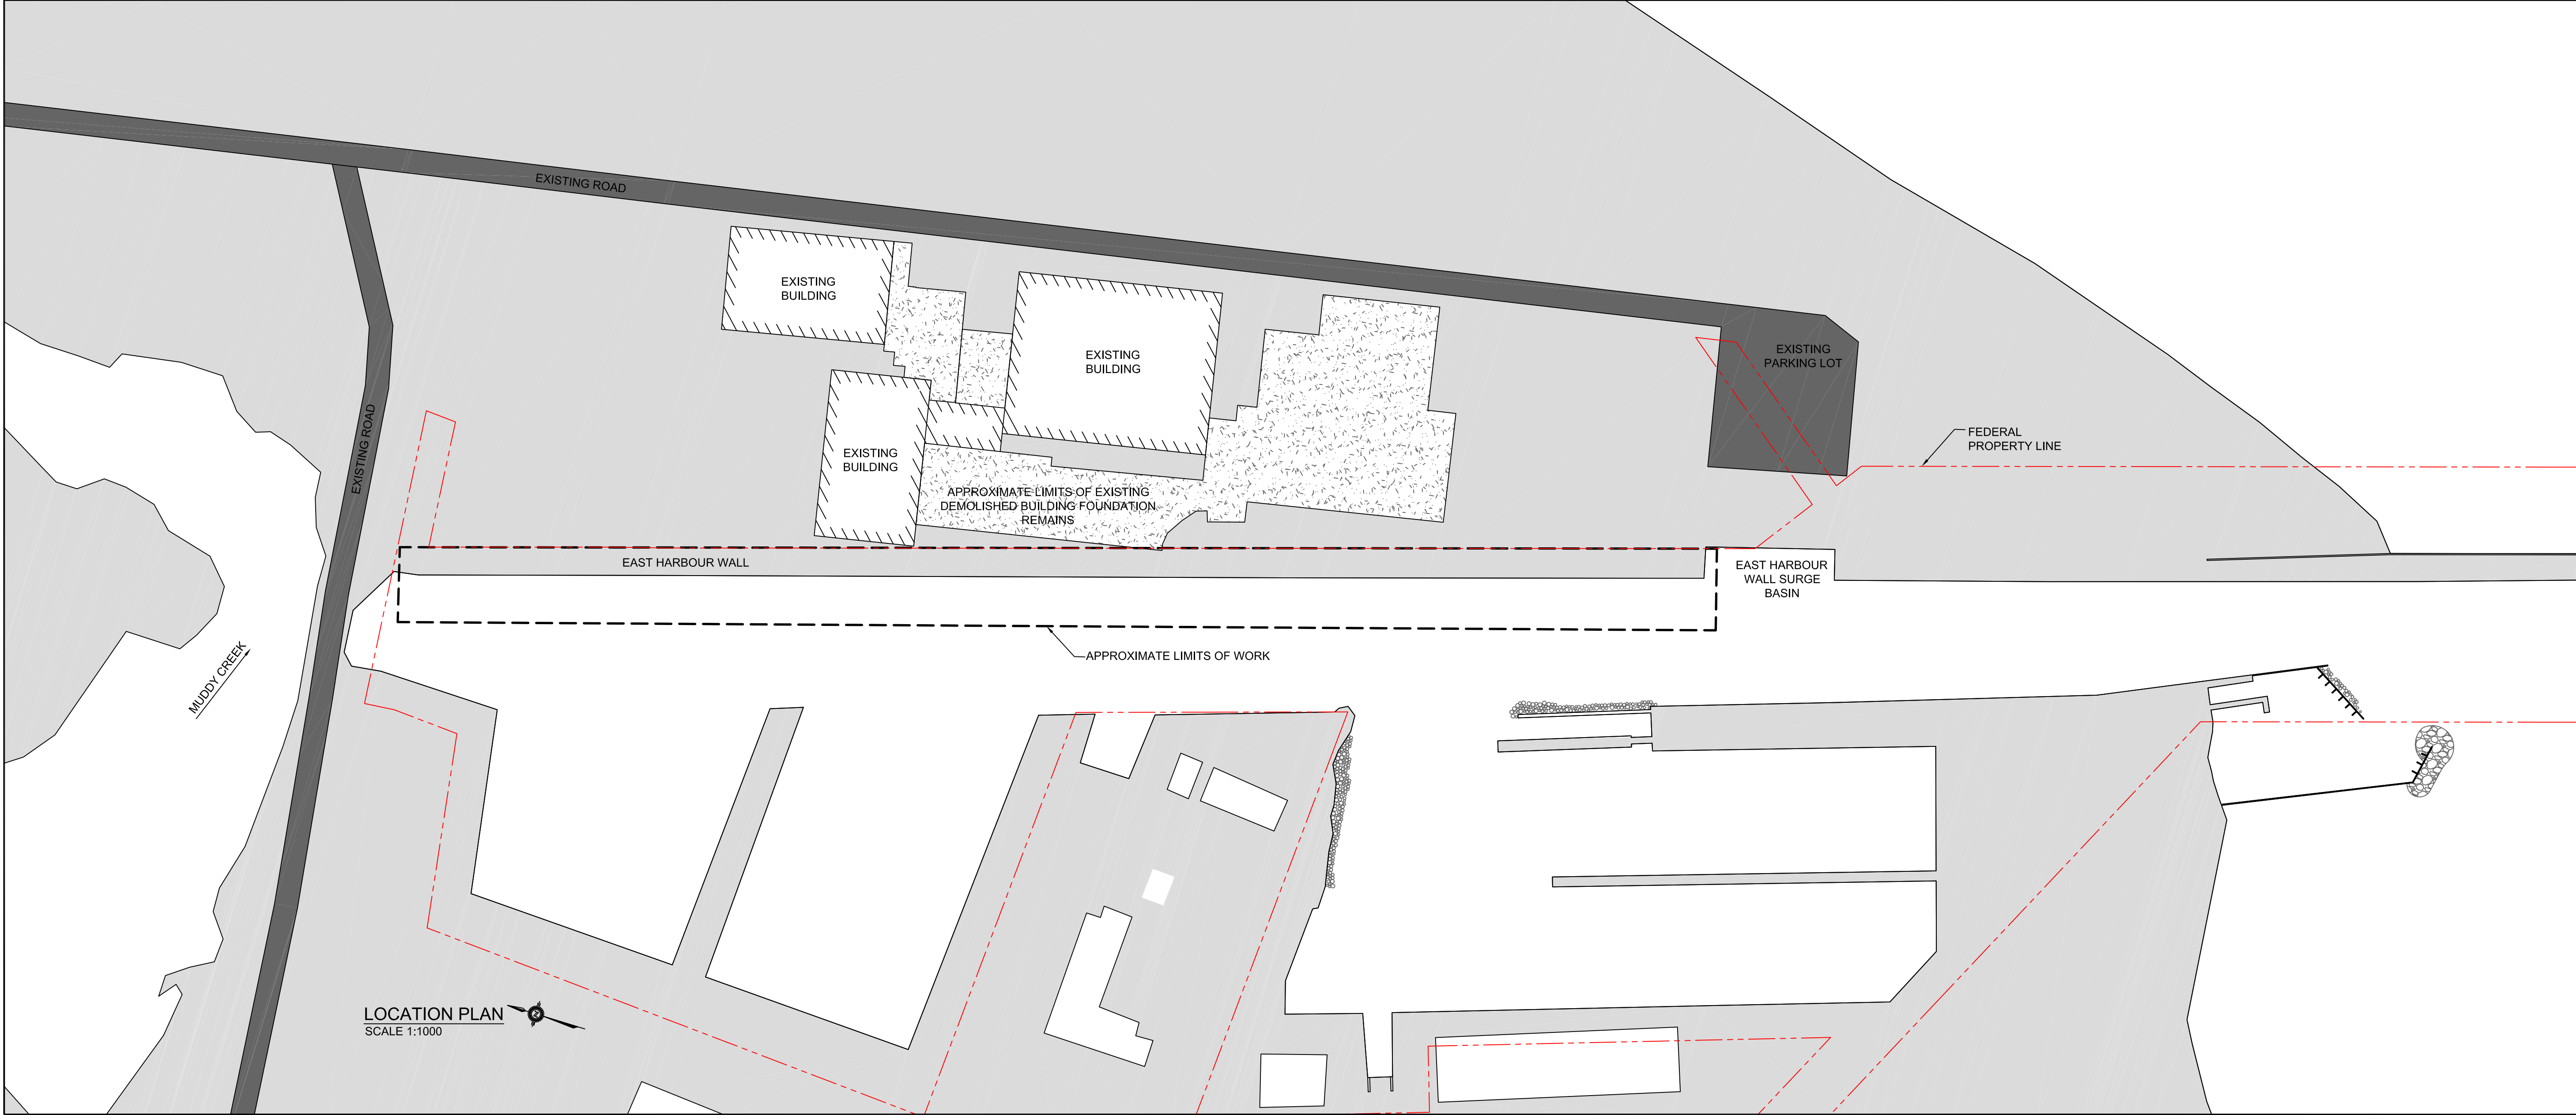 EXISTING ROAD
EXISTING
BUILDING
EXISTING
BUILDING
EXISTING
PARKING LOT
EXISTING ROAD
EXISTING
BUILDING
FEDERAL
PROPERTY LINE
APPROXIMATE LIMITS OF EXISTING
DEMOLISHED BUILDING FOUNDATION
REMAINS
EAST HARBOUR WALL
EAST HARBOUR
WALL SURGE
BASIN
MUDDY CREEK
APPROXIMATE LIMITS OF WORK
LOCATION PLAN
SCALE 1:1000
N